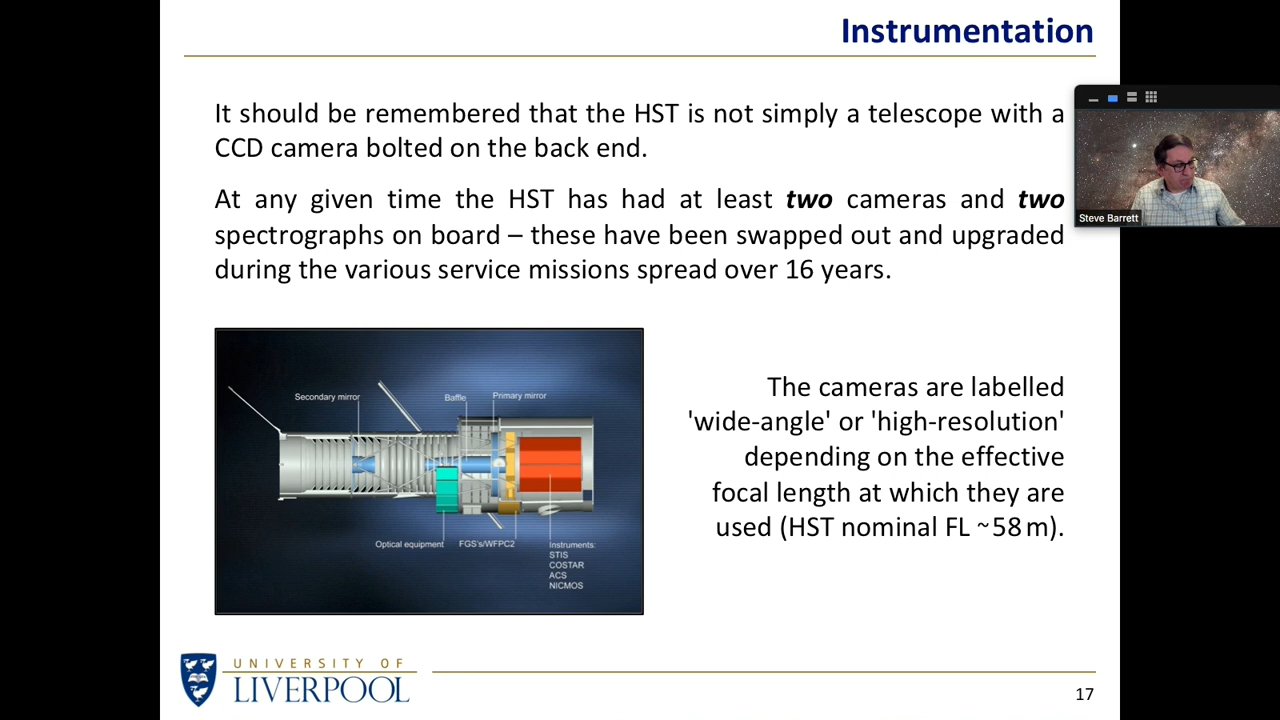 Instrumentation
It should be remembered that the HST is not simply a telescope with a
CCD camera bolted on the back end.
At any given time the HST has had at least two cameras and two
spectrographs on board – these have been swapped out and upgraded
during the various service missions spread over 16 years.
Steve Barrett
Secondary mirror
Baffle
Primary mirror
Optical equipment
FGS's/WFPC2
Instruments:
STIS
COSTAR
ACS
NICMOS
The cameras are labelled
'wide-angle' or 'high-resolution'
depending on the effective
focal length at which they are
used (HST nominal FL ~58 m).
UNIVERSITY OF
LIVERPOOL
17